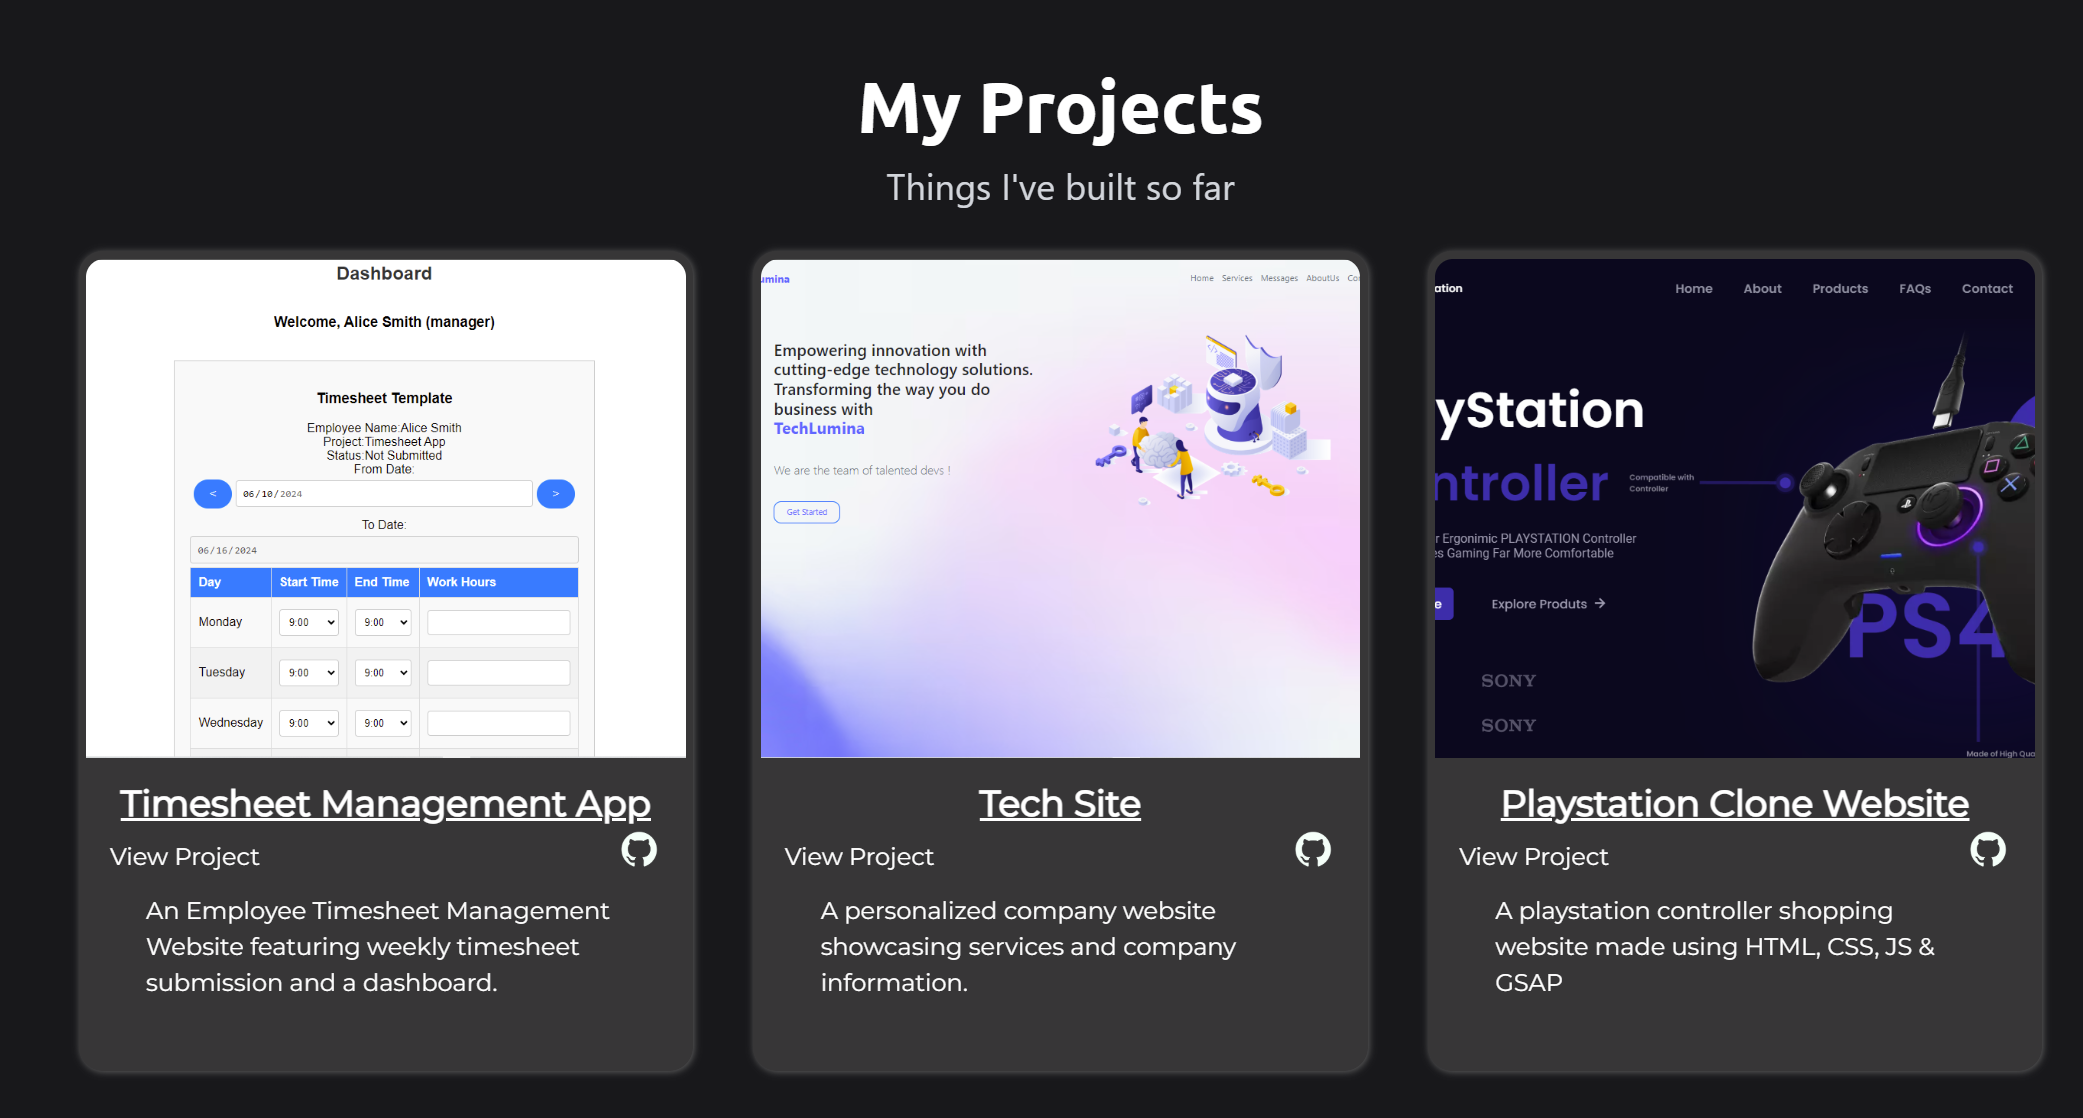 My Projects
Things I've built so far
Dashboard
Welcome, Alice Smith (manager)
Timesheet Template
Employee Name:Alice Smith
Project:Timesheet App
Status:Not Submitted
From Date:
< 06/10/2024 >
To Date:
06/16/2024
Day Start Time End Time Work Hours
Monday 9:00 9:00
Tuesday 9:00 9:00
Wednesday 9:00 9:00
Timesheet Management App
View Project
An Employee Timesheet Management
Website featuring weekly timesheet
submission and a dashboard.
umina
Home Services Messages AboutUs Co
Empowering innovation with
cutting-edge technology solutions.
Transforming the way you do
business with
TechLumina
We are the team of talented devs !
Get Started
Tech Site
View Project
A personalized company website
showcasing services and company
information.
ation
Home About Products FAQs Contact
yStation
ntroller
Compatible with
Controller
r Ergonimic PLAYSTATION Controller
es Gaming Far More Comfortable
e Explore Produts →
PS4
SONY
SONY
Made of High Qua
Playstation Clone Website
View Project
A playstation controller shopping
website made using HTML, CSS, JS &
GSAP